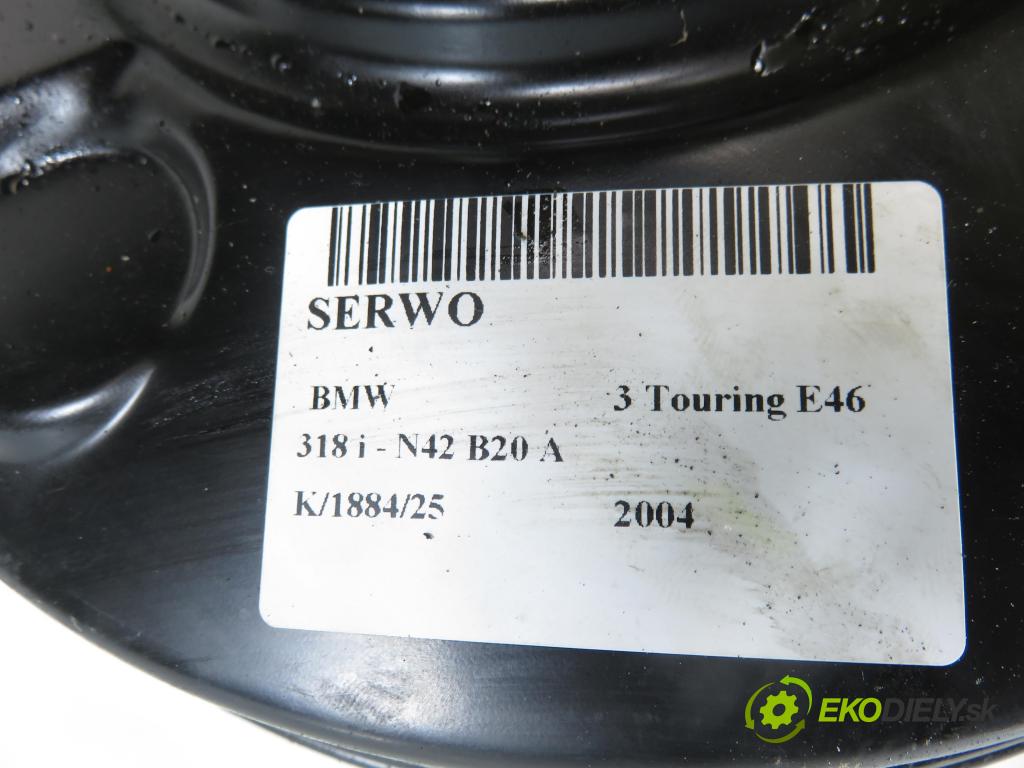 SERWO
BMW 3 Touring E46
318 i - N42 B20 A
K/1884/25 2004
EKODIELY.sk